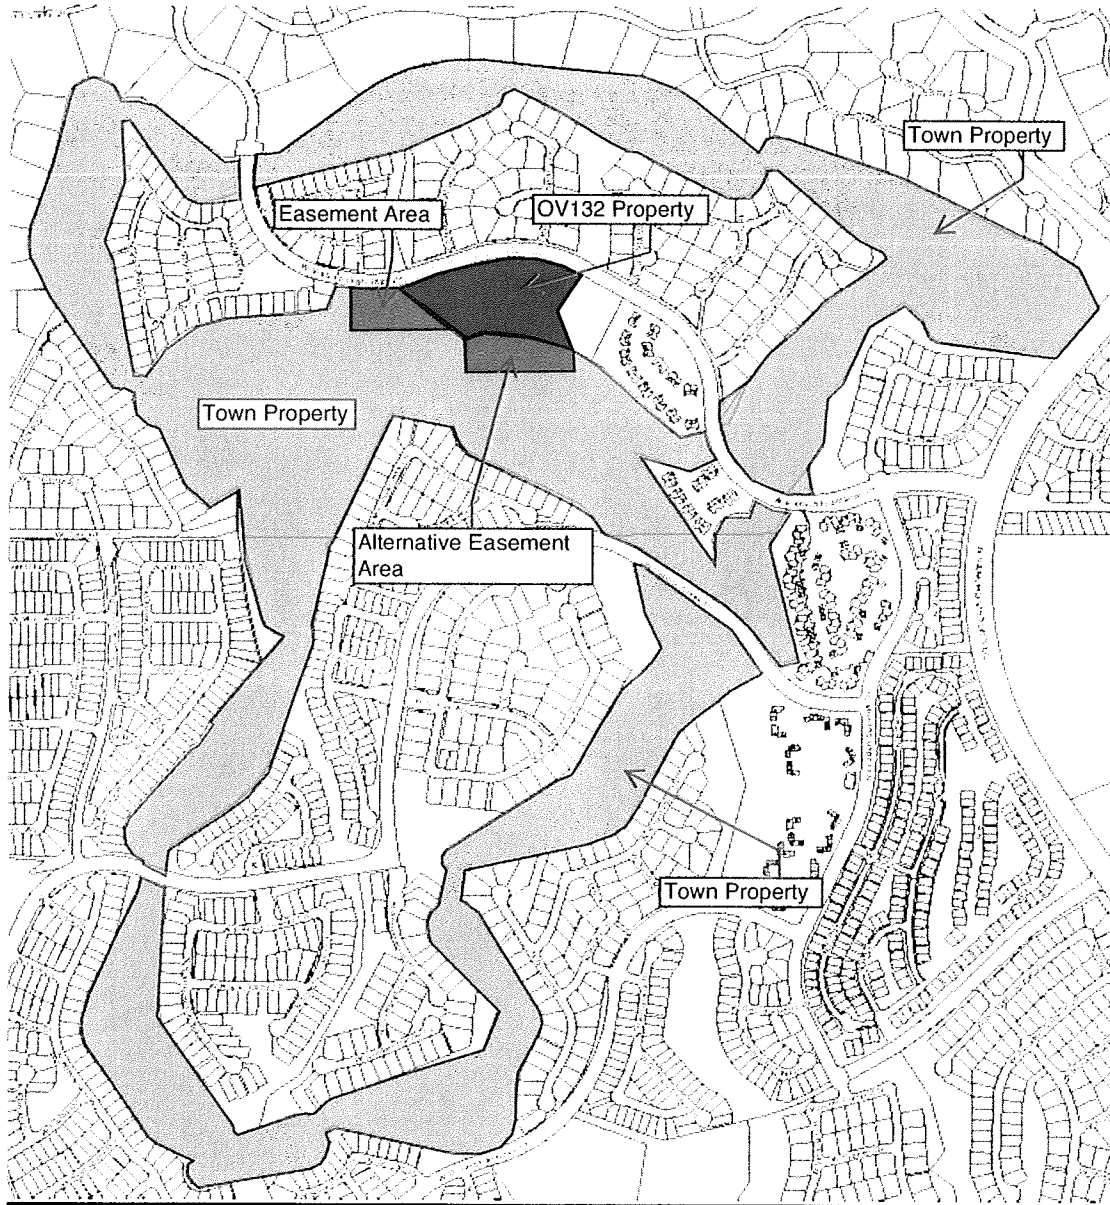 Town Property
Easement Area
OV132 Property
Town Property
Alternative Easement
Area
Town Property